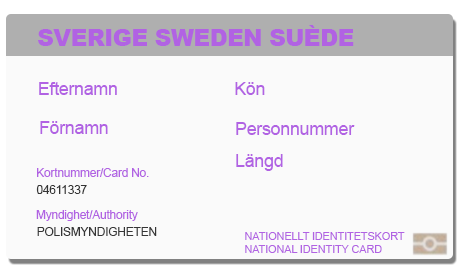 SVERIGE SWEDEN SUÈDE
Efternamn
Kön
Förnamn
Personnummer
Längd
Kortnummer/Card No.
04611337
Myndighet/Authority
POLISMYNDIGHETEN
NATIONELLT IDENTITETSKORT
NATIONAL IDENTITY CARD